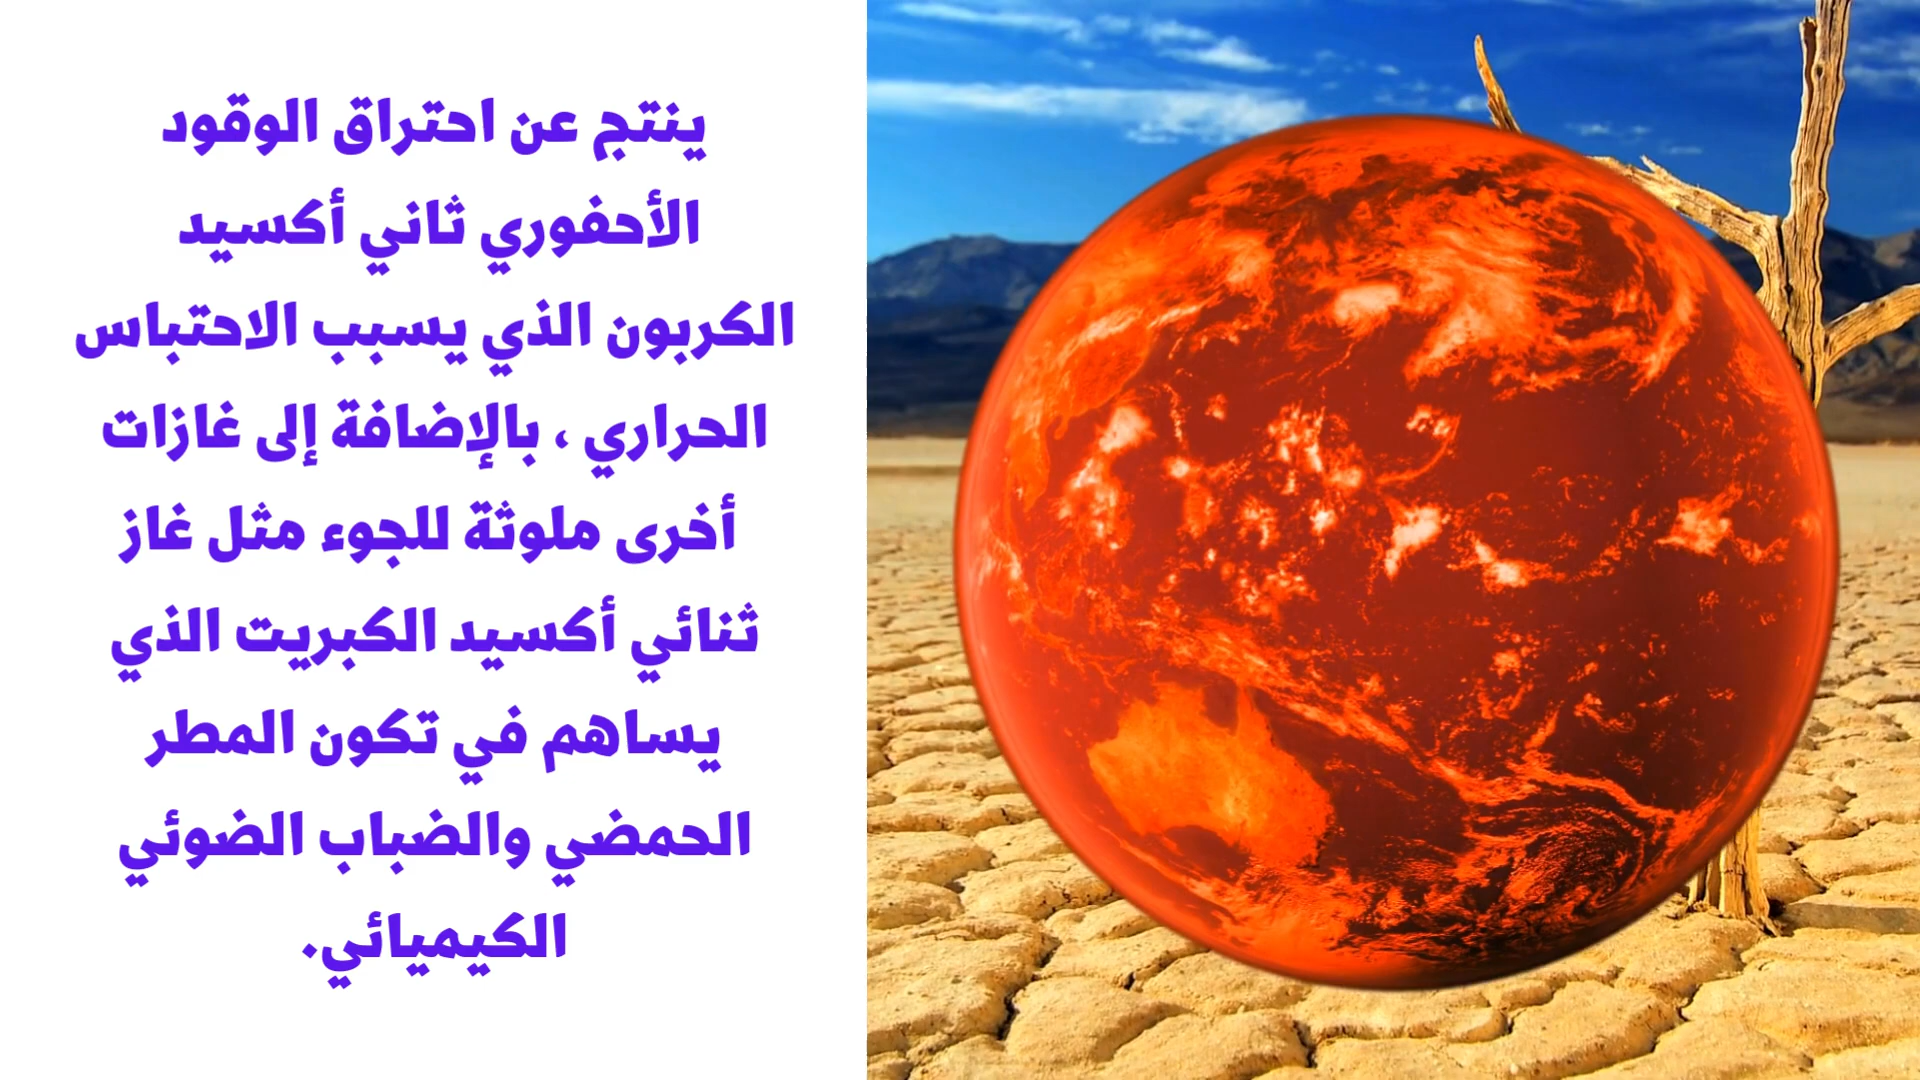 ينتج عن احتراق الوقود
الأحفوري ثاني أكسيد
الكربون الذي يسبب الاحتباس
الحراري ، بالإضافة إلى غازات
أخرى ملوثة للجوء مثل غاز
ثنائي أكسيد الكبريت الذي
يساهم في تكون المطر
الحمضي والضباب الضوئي
الكيميائي.